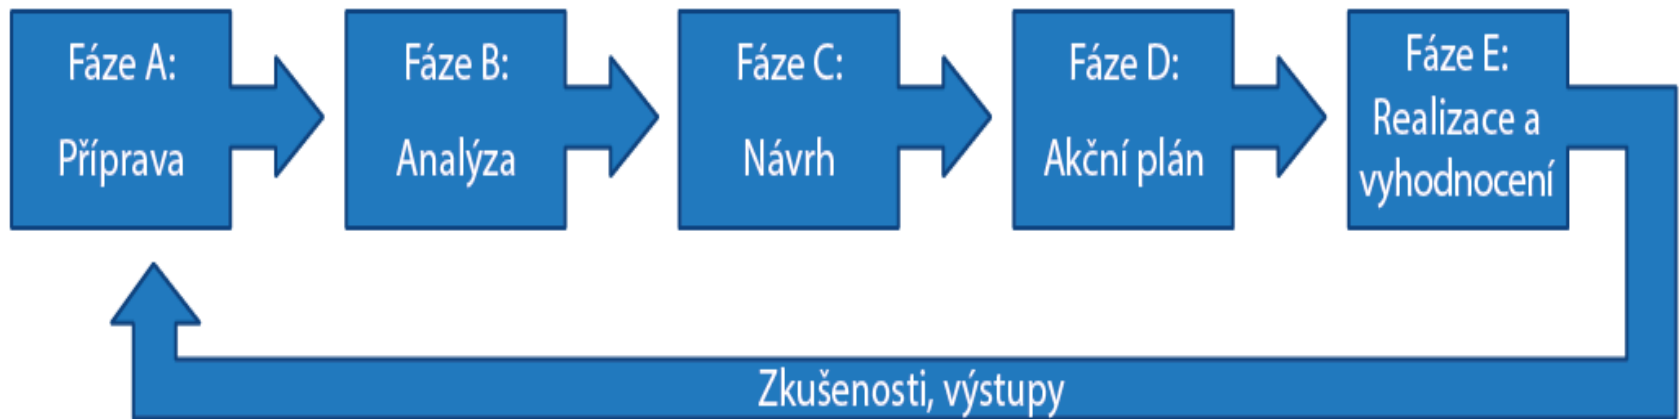 Fáze A:
Příprava
Fáze B:
Analýza
Fáze C:
Návrh
Fáze D:
Akční plán
Fáze E:
Realizace a
vyhodnocení
Zkušenosti, výstupy